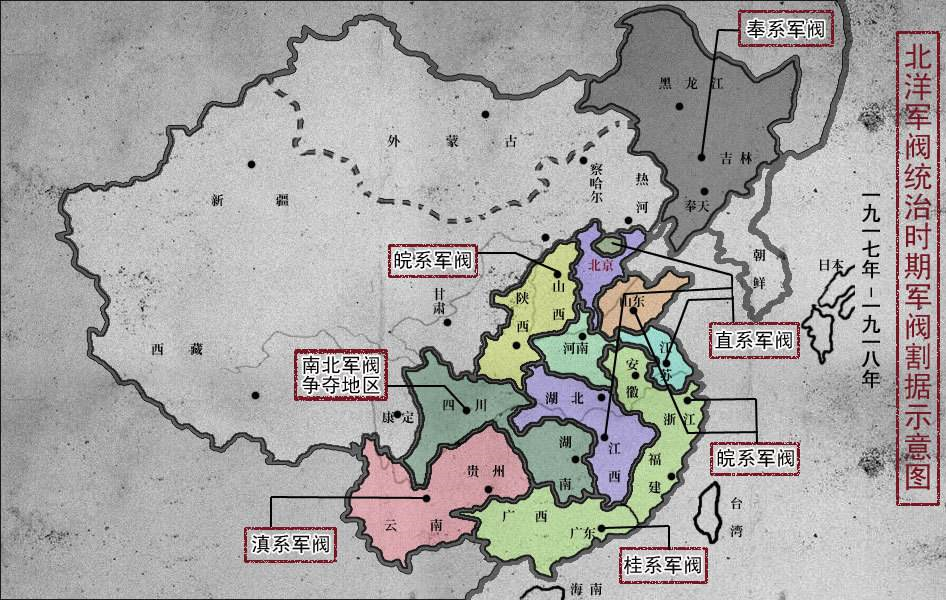 北洋军阀统治时期军阀割据示意图
一九一七年-一九一八年
奉系军阀
黑龙江
吉林
奉天
外蒙古
察哈尔
热河
新疆
皖系军阀
北京
朝鲜
日本
山西
陕西
甘肃
山东
直系军阀
西藏
河南
江苏
安徽
南北军阀
争夺地区
康定
四川
湖北
浙江
江西
湖南
皖系军阀
贵州
福建
云南
广西
广东
台湾
滇系军阀
桂系军阀
海南